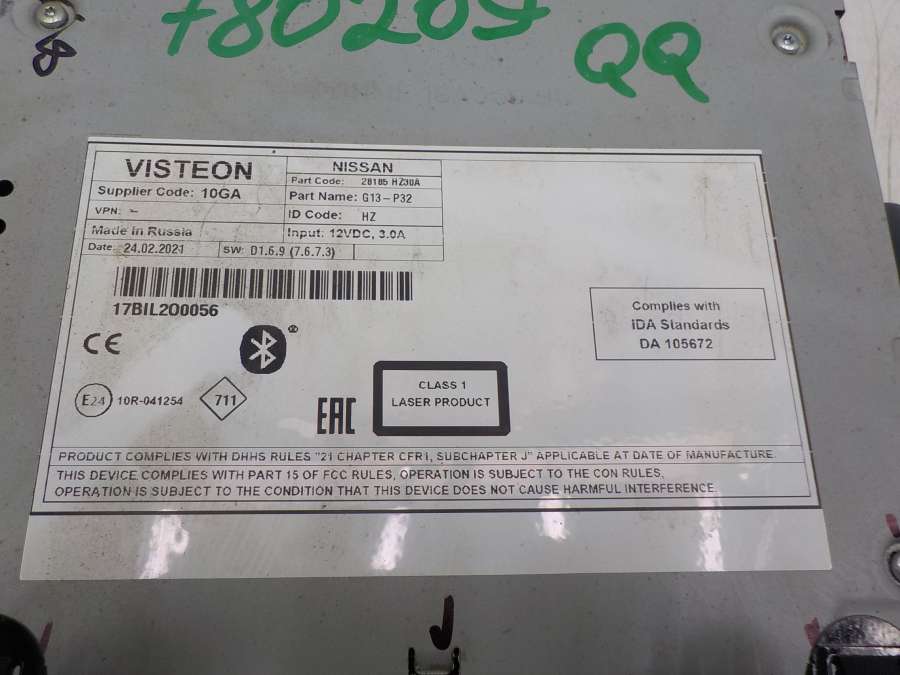 780209
QQ
8
VISTEON
NISSAN
Part Code: 28185 HZ30A
Supplier Code: 10GA
Part Name: G13-P32
VPN: -
ID Code: HZ
Made in Russia
Input: 12VDC, 3.0A
Date: 24.02.2021
SW: D1.6.9 (7.6.7.3)
17BIL200056
CE
Complies with
IDA Standards
DA 105672
E24
10R-041254
711
EAC
CLASS 1
LASER PRODUCT
PRODUCT COMPLIES WITH DHHS RULES "21 CHAPTER CFR1, SUBCHAPTER J" APPLICABLE AT DATE OF MANUFACTURE.
THIS DEVICE COMPLIES WITH PART 15 OF FCC RULES, OPERATION IS SUBJECT TO THE CON RULES.
OPERATION IS SUBJECT TO THE CONDITION THAT THIS DEVICE DOES NOT CAUSE HARMFUL INTERFERENCE.